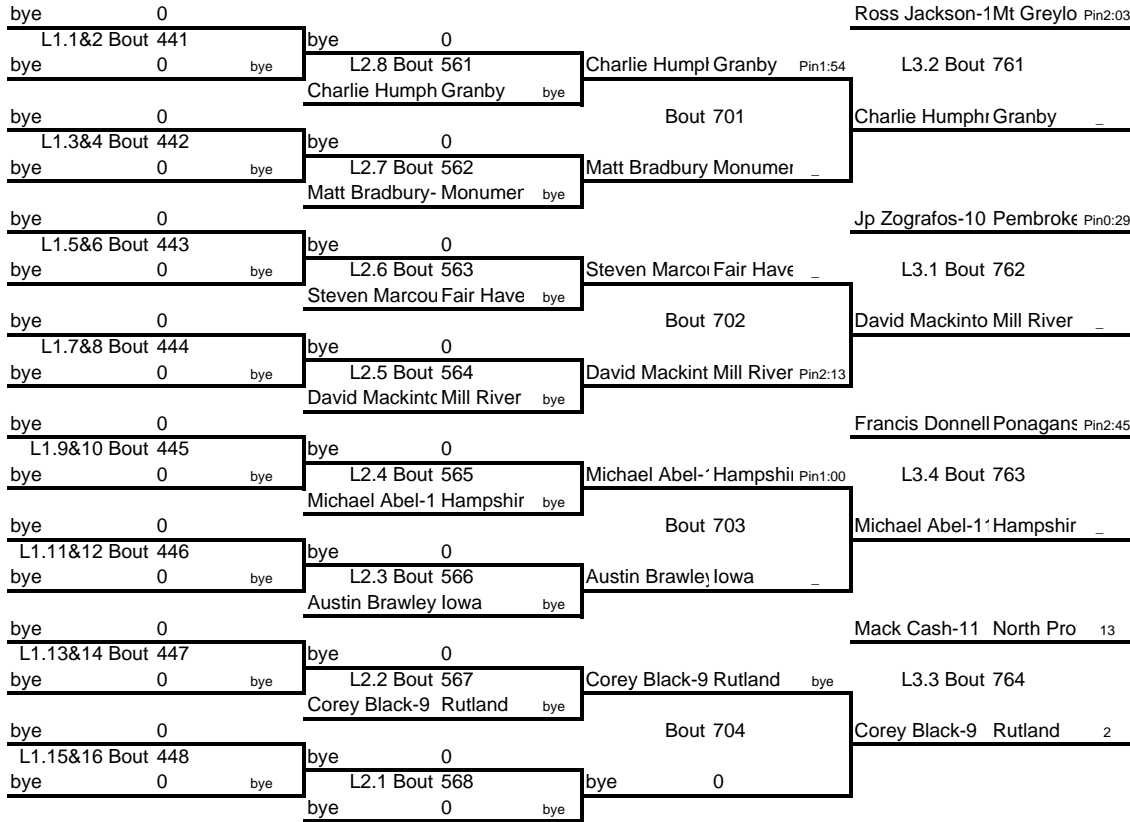 bye 0 Ross Jackson-1 Mt Greylo Pin2:03
L1.1&2 Bout 441 bye 0
bye 0 bye L2.8 Bout 561 Charlie Humpl Granby Pin1:54 L3.2 Bout 761
Charlie Humph Granby bye
bye 0 Bout 701 Charlie Humphr Granby _
L1.3&4 Bout 442 bye 0
bye 0 bye L2.7 Bout 562 Matt Bradbury Monumer _
Matt Bradbury- Monumer bye
bye 0 Jp Zografos-10 Pembroke Pin0:29
L1.5&6 Bout 443 bye 0
bye 0 bye L2.6 Bout 563 Steven Marcou Fair Have _ L3.1 Bout 762
Steven Marcou Fair Have bye
bye 0 Bout 702 David Mackinto Mill River _
L1.7&8 Bout 444 bye 0
bye 0 bye L2.5 Bout 564 David Mackint Mill River Pin2:13
David Mackinto Mill River bye
bye 0 Francis Donnell Ponagans Pin2:45
L1.9&10 Bout 445 bye 0
bye 0 bye L2.4 Bout 565 Michael Abel-1 Hampshir Pin1:00 L3.4 Bout 763
Michael Abel-1 Hampshir bye
bye 0 Bout 703 Michael Abel-11 Hampshir _
L1.11&12 Bout 446 bye 0
bye 0 bye L2.3 Bout 566 Austin Brawley Iowa _
Austin Brawley Iowa bye
bye 0 Mack Cash-11 North Pro 13
L1.13&14 Bout 447 bye 0
bye 0 bye L2.2 Bout 567 Corey Black-9 Rutland bye L3.3 Bout 764
Corey Black-9 Rutland bye
bye 0 Bout 704 Corey Black-9 Rutland 2
L1.15&16 Bout 448 bye 0
bye 0 bye L2.1 Bout 568 bye 0
bye 0 bye